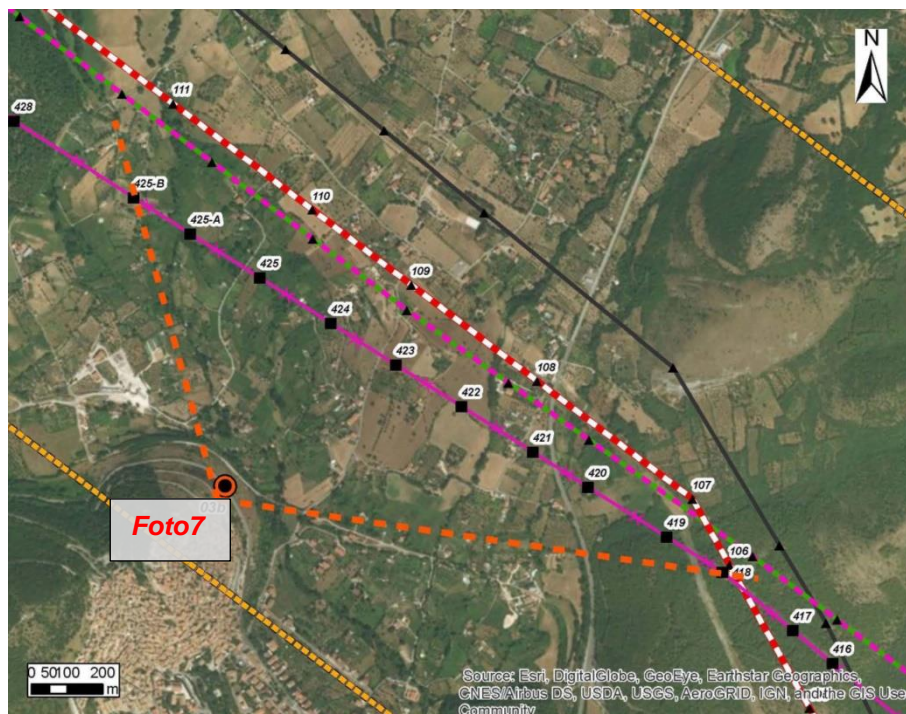 N
111
428
110
425-B
425-A
109
425
424
423
108
422
421
420
107
419
106
418
03b
Foto7
417
416
0 50100 200
m
Source: Esri, DigitalGlobe, GeoEye, Earthstar Geographics,
CNES/Airbus DS, USDA, USGS, AeroGRID, IGN, and the GIS Use
Community